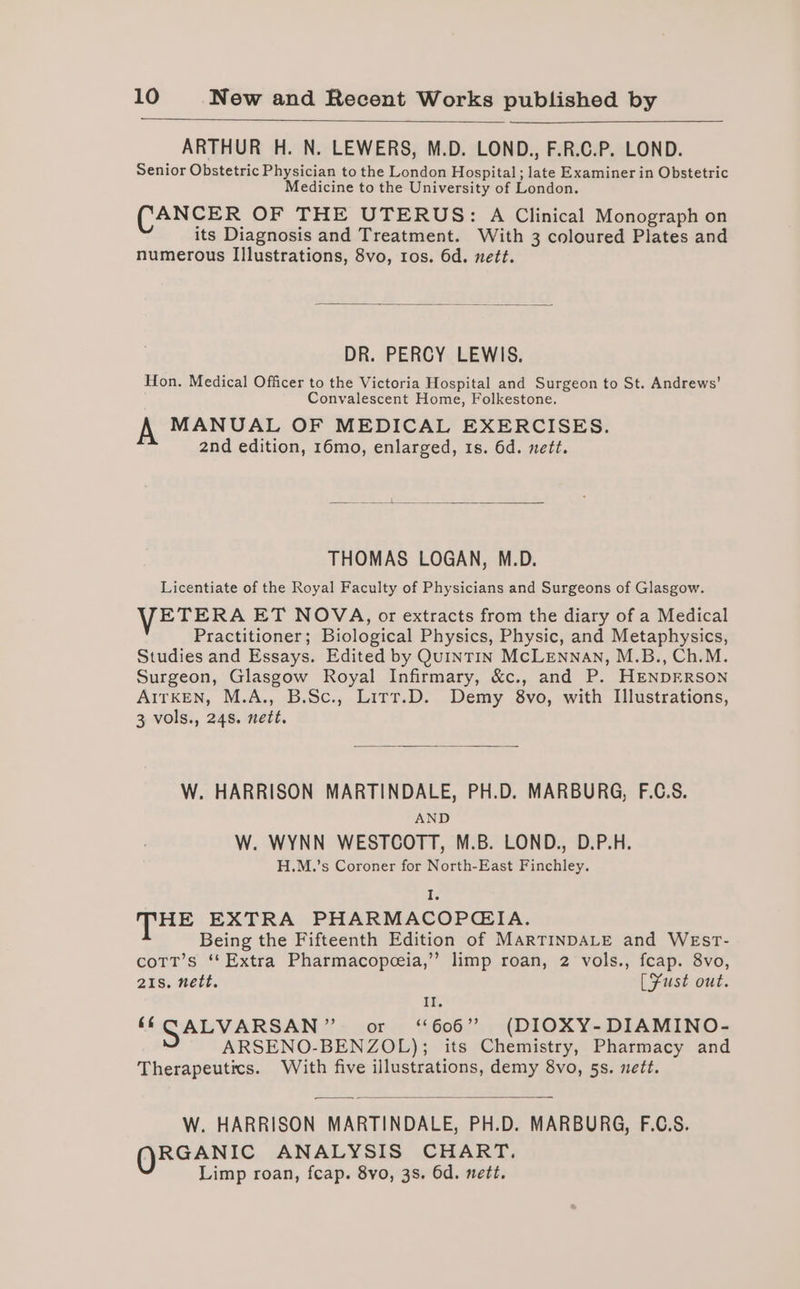 10 New and Recent Works published by
ARTHUR H. N. LEWERS, M.D. LOND., F.R.C.P. LOND.
Senior Obstetric Physician to the London Hospital; late Examiner in Obstetric
Medicine to the University of London.
CANCER OF THE UTERUS: A Clinical Monograph on
its Diagnosis and Treatment. With 3 coloured Plates and
numerous Illustrations, 8vo, 10s. 6d. nett.
DR. PERCY LEWIS.
Hon. Medical Officer to the Victoria Hospital and Surgeon to St. Andrews'
Convalescent Home, Folkestone.
A MANUAL OF MEDICAL EXERCISES.
2nd edition, 16mo, enlarged, 1s. 6d. nett.
THOMAS LOGAN, M.D.
Licentiate of the Royal Faculty of Physicians and Surgeons of Glasgow.
VETERA ET NOVA, or extracts from the diary of a Medical
Practitioner; Biological Physics, Physic, and Metaphysics,
Studies and Essays. Edited by QUINTIN MCLENNAN, M.B., Ch.M.
Surgeon, Glasgow Royal Infirmary, &c., and P. HENDERSON
AITKEN, M.A., B.Sc., LITT.D. Demy 8vo, with Illustrations,
3 vols., 24s. nett.
W. HARRISON MARTINDALE, PH.D. MARBURG, F.C.S.
AND
W. WYNN WESTCOTT, M.B. LOND., D.P.H.
H.M.'s Coroner for North-East Finchley.
I.
THE EXTRA PHARMACOPŒIA.
Being the Fifteenth Edition of MARTINDALE and WEST-
COTT'S "Extra Pharmacopœia," limp roan, 2 vols., fcap. 8vo,
21s. nett. [Just out.
II.
"SALVARSAN" or "606" (DIOXY-DIAMINO-
ARSENO-BENZOL); its Chemistry, Pharmacy and
Therapeutics. With five illustrations, demy 8vo, 5s. nett.
W. HARRISON MARTINDALE, PH.D. MARBURG, F.C.S.
ORGANIC ANALYSIS CHART.
Limp roan, fcap. 8vo, 3s. 6d. nett.